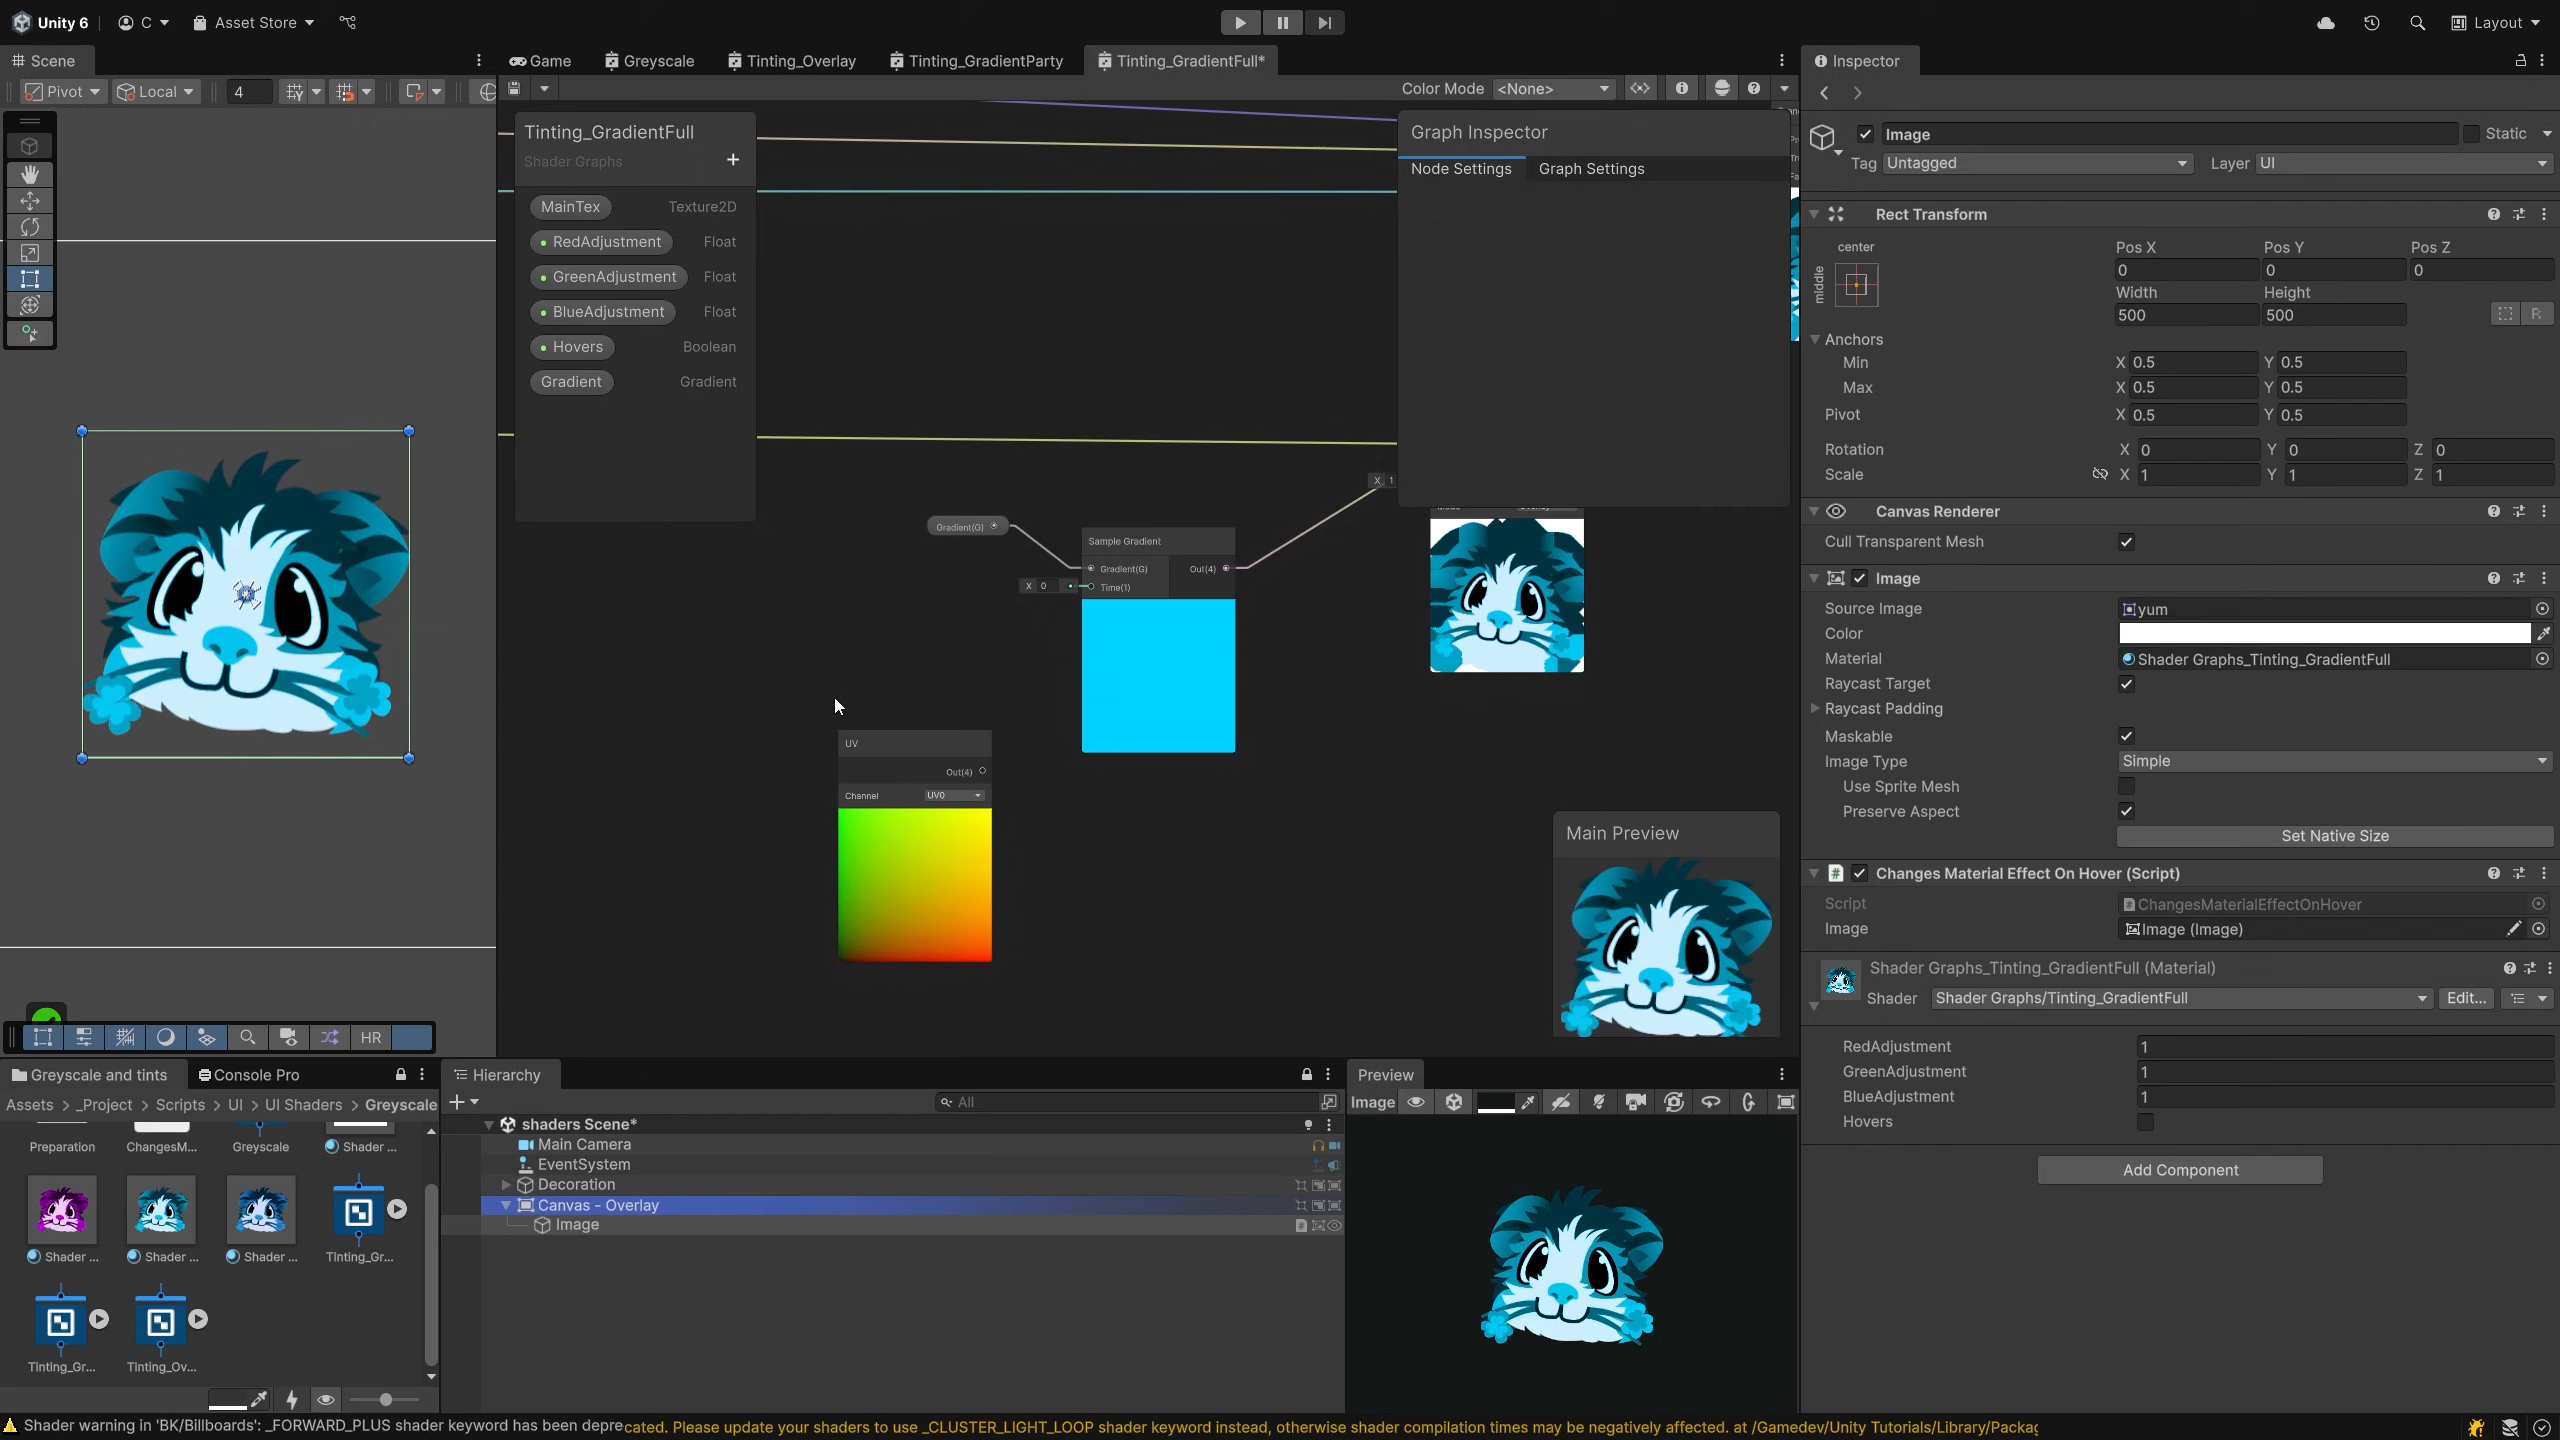 Unity 6
C
Asset Store
Layout
Scene
Game
Greyscale
Tinting_Overlay
Tinting_GradientParty
Tinting_GradientFull*
Inspector
Pivot
Local
4
Color Mode
<None>
Tinting_GradientFull
Shader Graphs
MainTex Texture2D
RedAdjustment Float
GreenAdjustment Float
BlueAdjustment Float
Hovers Boolean
Gradient Gradient
Graph Inspector
Node Settings Graph Settings
X 1
Gradient(G)
Sample Gradient
Gradient(G) Out(4)
X 0 Time(1)
UV
Out(4)
Channel UV0
Main Preview
HR
Image
Static
Tag Untagged Layer UI
Rect Transform
center
middle
Pos X Pos Y Pos Z
0 0 0
Width Height
500 500
R
Anchors
Min X 0.5 Y 0.5
Max X 0.5 Y 0.5
Pivot X 0.5 Y 0.5
Rotation X 0 Y 0 Z 0
Scale X 1 Y 1 Z 1
Canvas Renderer
Cull Transparent Mesh
Image
Source Image yum
Color
Material Shader Graphs_Tinting_GradientFull
Raycast Target
Raycast Padding
Maskable
Image Type Simple
Use Sprite Mesh
Preserve Aspect
Set Native Size
Changes Material Effect On Hover (Script)
Script ChangesMaterialEffectOnHover
Image Image (Image)
Shader Graphs_Tinting_GradientFull (Material)
Shader Shader Graphs/Tinting_GradientFull Edit...
RedAdjustment 1
GreenAdjustment 1
BlueAdjustment 1
Hovers
Add Component
Greyscale and tints Console Pro
Assets > _Project > Scripts > UI > UI Shaders > Greyscale
Preparation ChangesM... Greyscale Shader ...
Shader ... Shader ... Shader ... Tinting_Gr...
Tinting_Gr... Tinting_Ov...
Hierarchy
All
shaders Scene*
Main Camera
EventSystem
Decoration
Canvas - Overlay
Image
Preview
Image
Shader warning in 'BK/Billboards': _FORWARD_PLUS shader keyword has been deprecated. Please update your shaders to use _CLUSTER_LIGHT_LOOP shader keyword instead, otherwise shader compilation times may be negatively affected. at /Gamedev/Unity Tutorials/Library/Packag